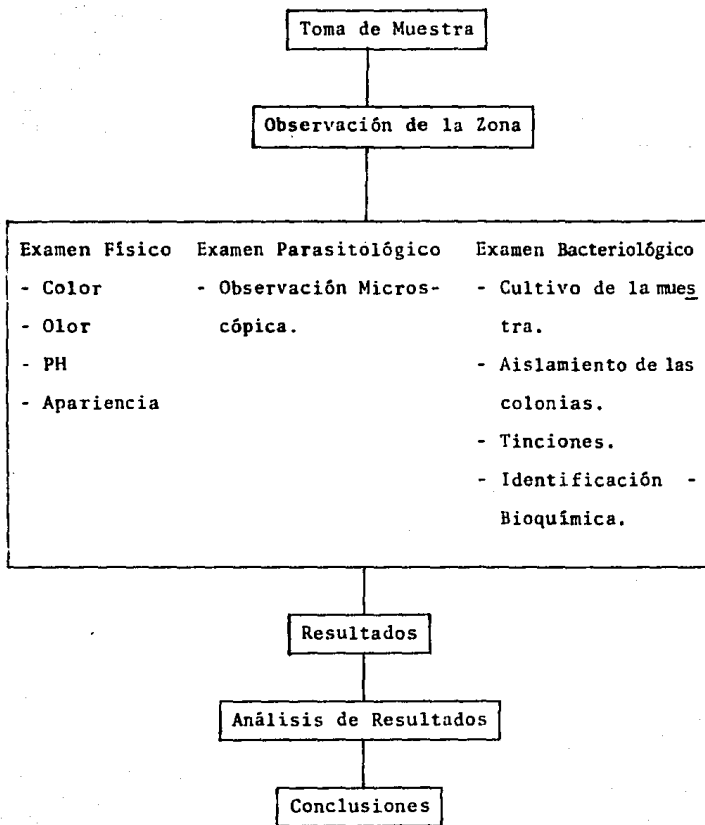 Toma de Muestra
Observación de la Zona
Examen Físico
- Color
- Olor
- PH
- Apariencia
Examen Parasitológico
- Observación Micros-
cópica.
Examen Bacteriológico
- Cultivo de la mues
tra.
- Aislamiento de las
colonias.
- Tinciones.
- Identificación -
Bioquímica.
Resultados
Análisis de Resultados
Conclusiones